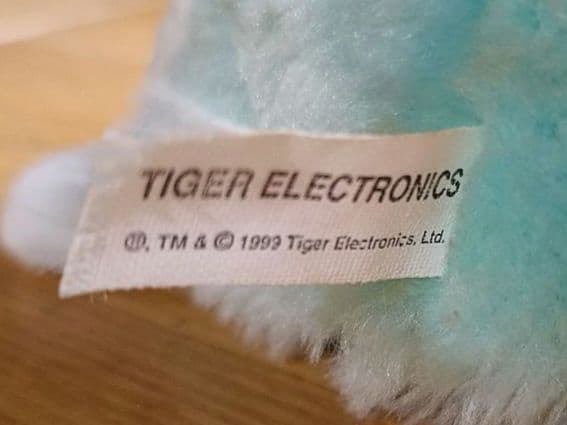 TIGER ELECTRONICS
®, TM & © 1999 Tiger Electronics, Ltd.